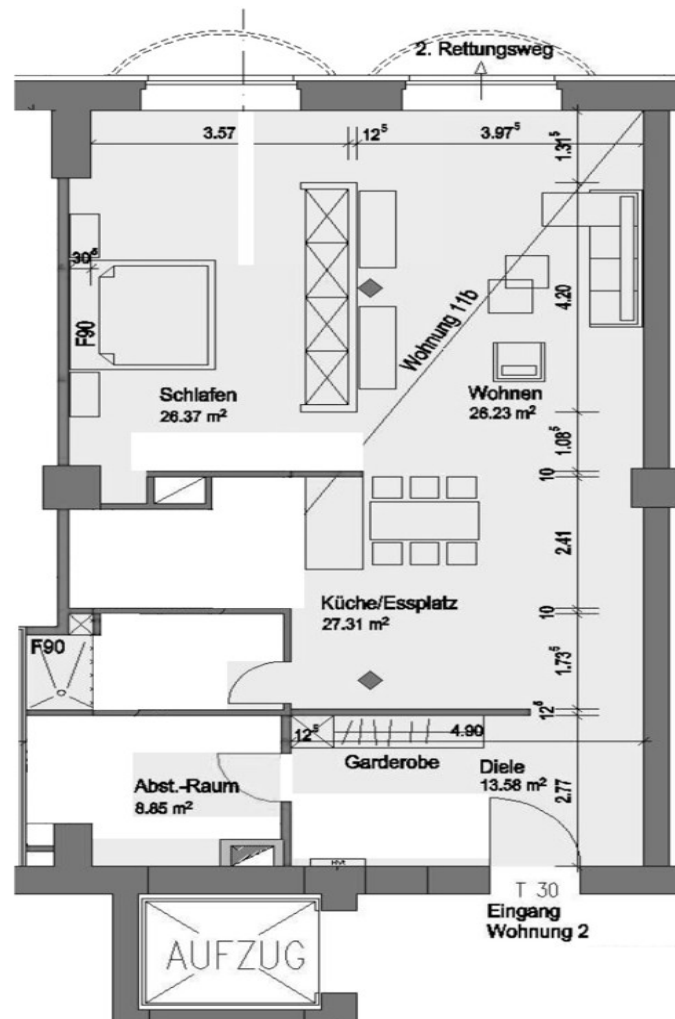 2. Rettungsweg
3.57
12⁵
3.97⁵
1.31⁵
30⁵
F90
4.20
Wohnung 11b
Schlafen
26.37 m²
Wohnen
26.23 m²
1.08⁵
10
2.41
Küche/Essplatz
27.31 m²
10
F90
1.73⁵
12⁵
12⁵
4.90
Garderobe
Abst.-Raum
8.85 m²
Diele
13.58 m²
2.77
T 30
Eingang
Wohnung 2
AUFZUG